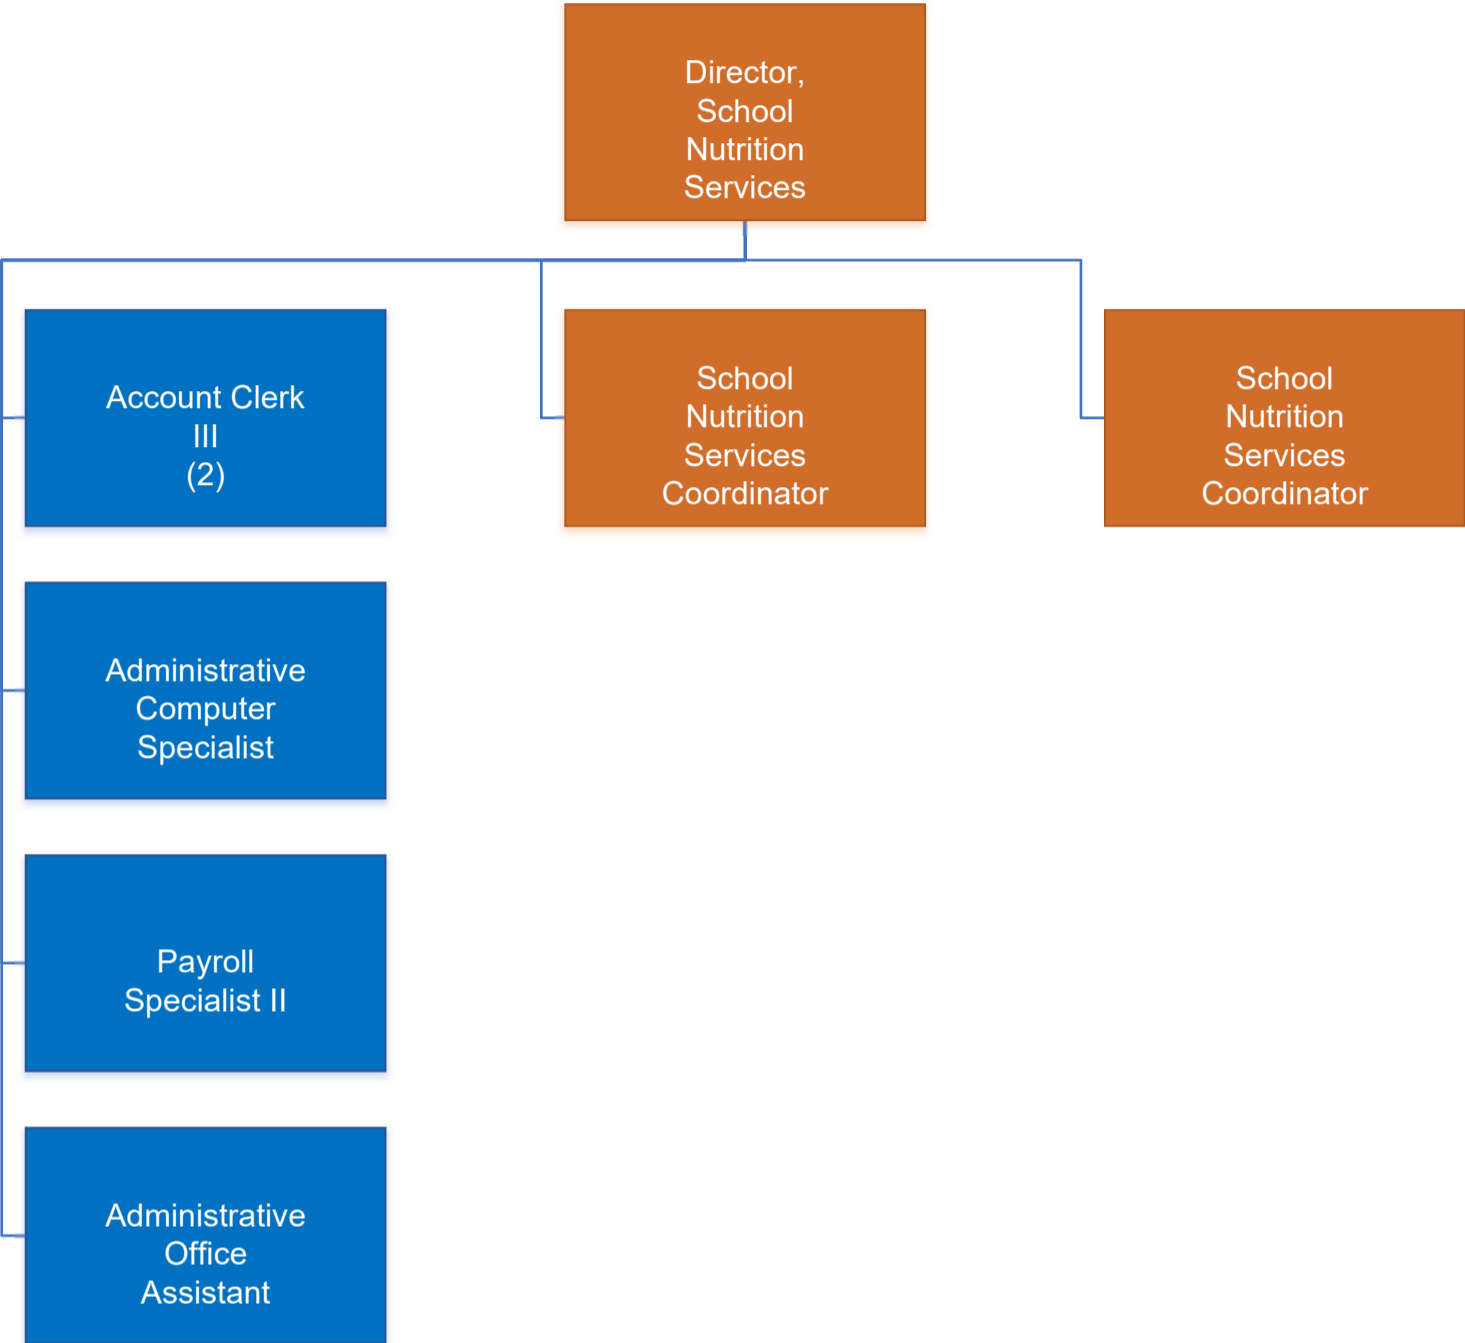 Director,
School
Nutrition
Services
Account Clerk
III
(2)
School
Nutrition
Services
Coordinator
School
Nutrition
Services
Coordinator
Administrative
Computer
Specialist
Payroll
Specialist II
Administrative
Office
Assistant